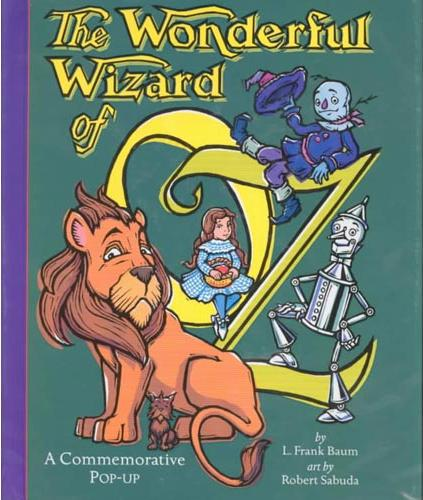 The Wonderful
Wizard
of
Oz
A Commemorative
Pop-up
by
L. Frank Baum
art by
Robert Sabuda